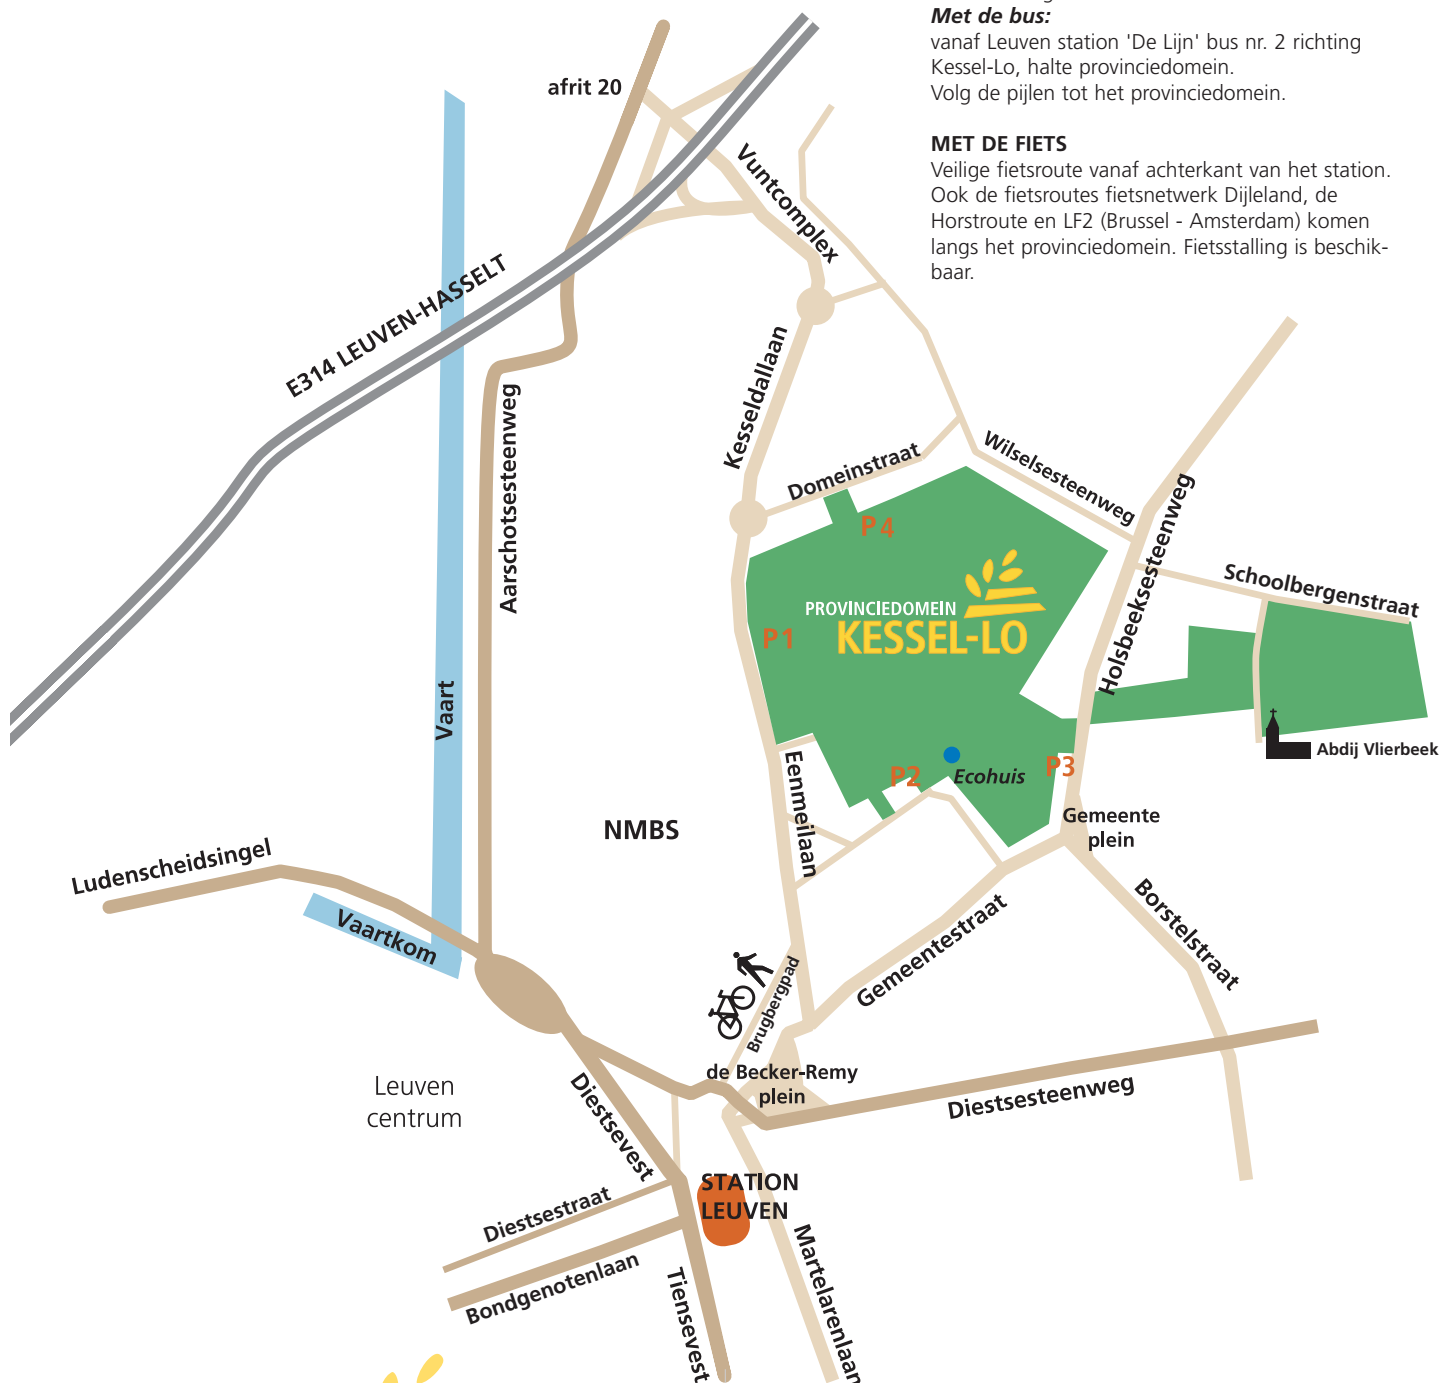 Met de bus:
vanaf Leuven station 'De Lijn' bus nr. 2 richting
Kessel-Lo, halte provinciedomein.
Volg de pijlen tot het provinciedomein.
MET DE FIETS
Veilige fietsroute vanaf achterkant van het station.
Ook de fietsroutes fietsnetwerk Dijleland, de
Horstroute en LF2 (Brussel - Amsterdam) komen
langs het provinciedomein. Fietsstalling is beschik-
baar.
afrit 20
Vuntcomplex
E314 LEUVEN-HASSELT
Kesseldallaan
Aarschotsesteenweg
Domeinstraat
Wilselsesteenweg
Holsbeeksesteenweg
Schoolbergenstraat
P4
PROVINCIEDOMEIN
KESSEL-LO
P1
Vaart
Abdij Vlierbeek
Eenmeilaan
P2
Ecohuis
P3
NMBS
Gemeente
plein
Ludenscheidsingel
Vaartkom
Borstelstraat
Gemeentestraat
Brugbergpad
de Becker-Remy
plein
Leuven
centrum
Diestsevest
Diestsesteenweg
STATION
LEUVEN
Diestsestraat
Bondgenotenlaan
Tiensevest
Martelarenlaan